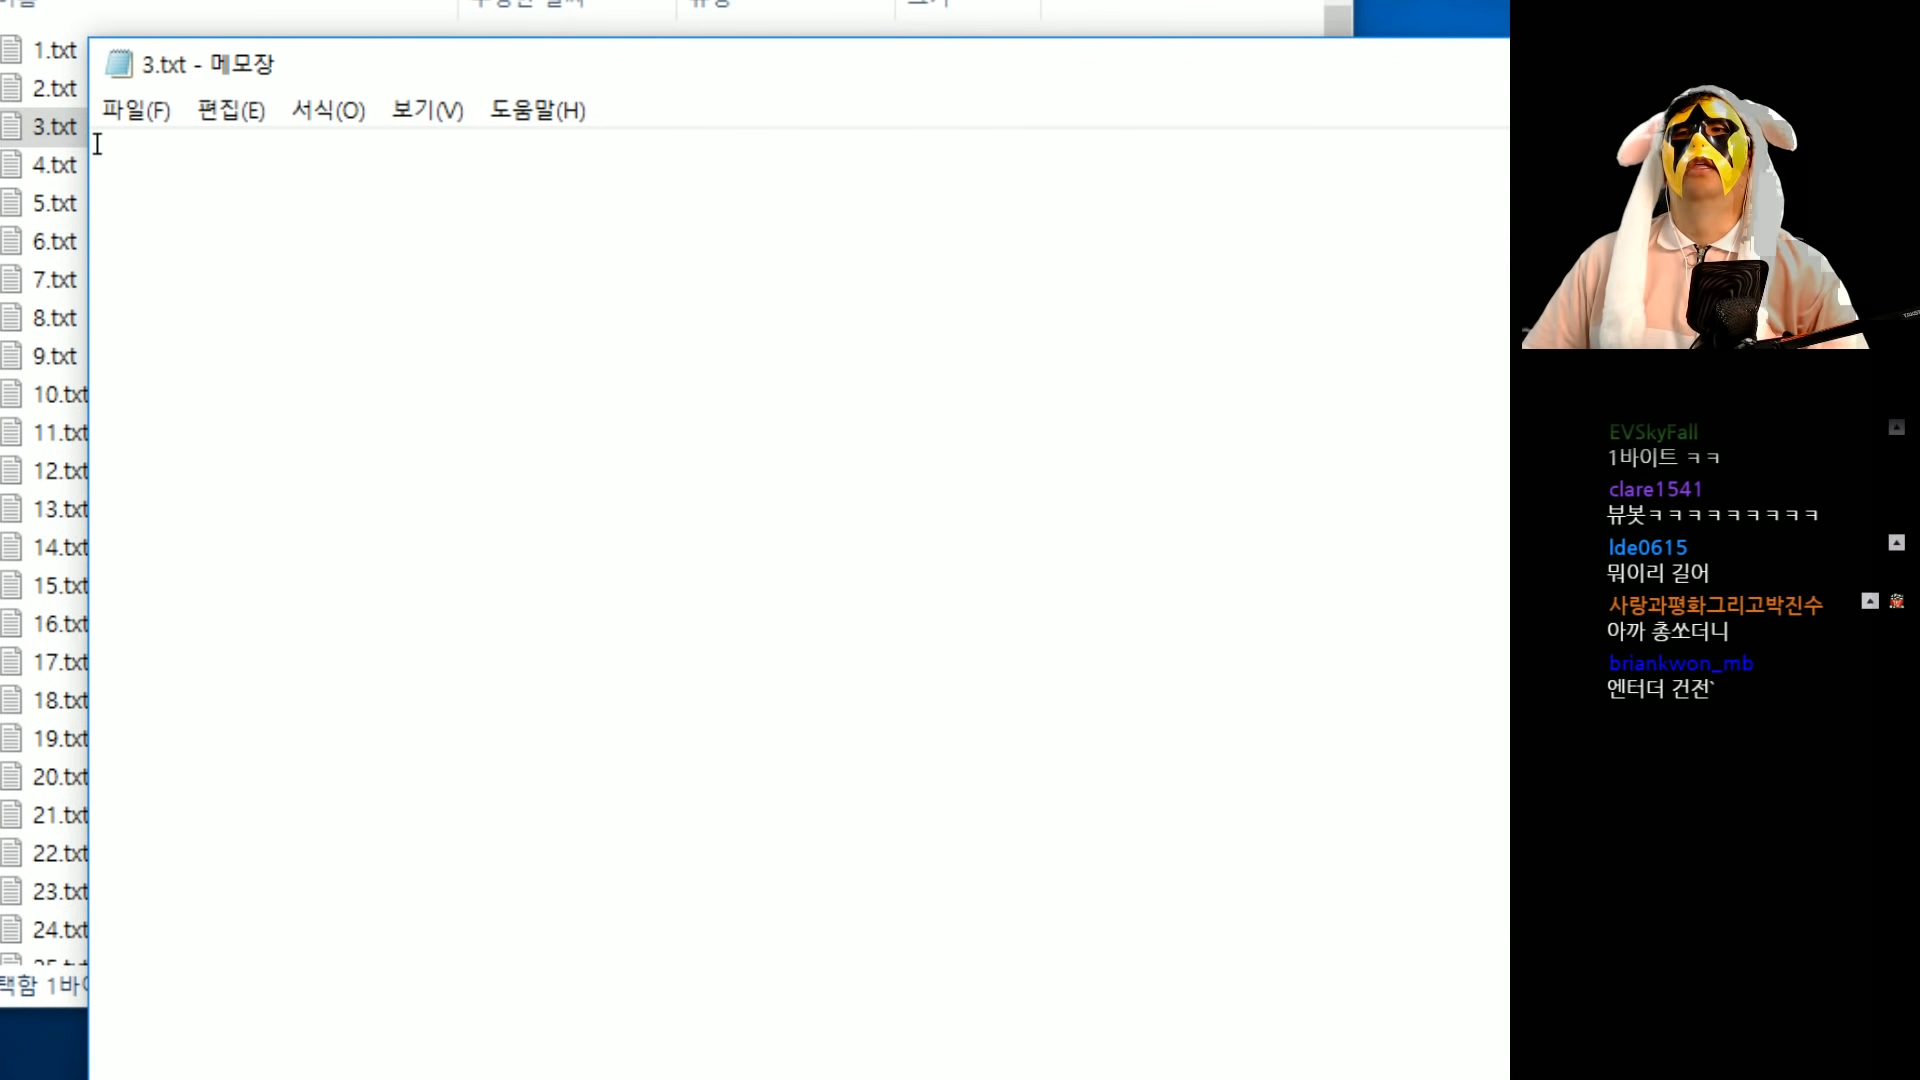 1.txt
2.txt
3.txt
4.txt
5.txt
6.txt
7.txt
8.txt
9.txt
10.txt
11.txt
12.txt
13.txt
14.txt
15.txt
16.txt
17.txt
18.txt
19.txt
20.txt
21.txt
22.txt
23.txt
24.txt
택함 1바이
3.txt - 메모장
파일(F) 편집(E) 서식(O) 보기(V) 도움말(H)
EVSkyFall
1바이트 ㅋㅋ
clare1541
뷰봇ㅋㅋㅋㅋㅋㅋㅋㅋㅋ
lde0615
뭐이리 길어
사랑과평화그리고박진수
아까 총쏘더니
briankwon_mb
엔터더 건전`